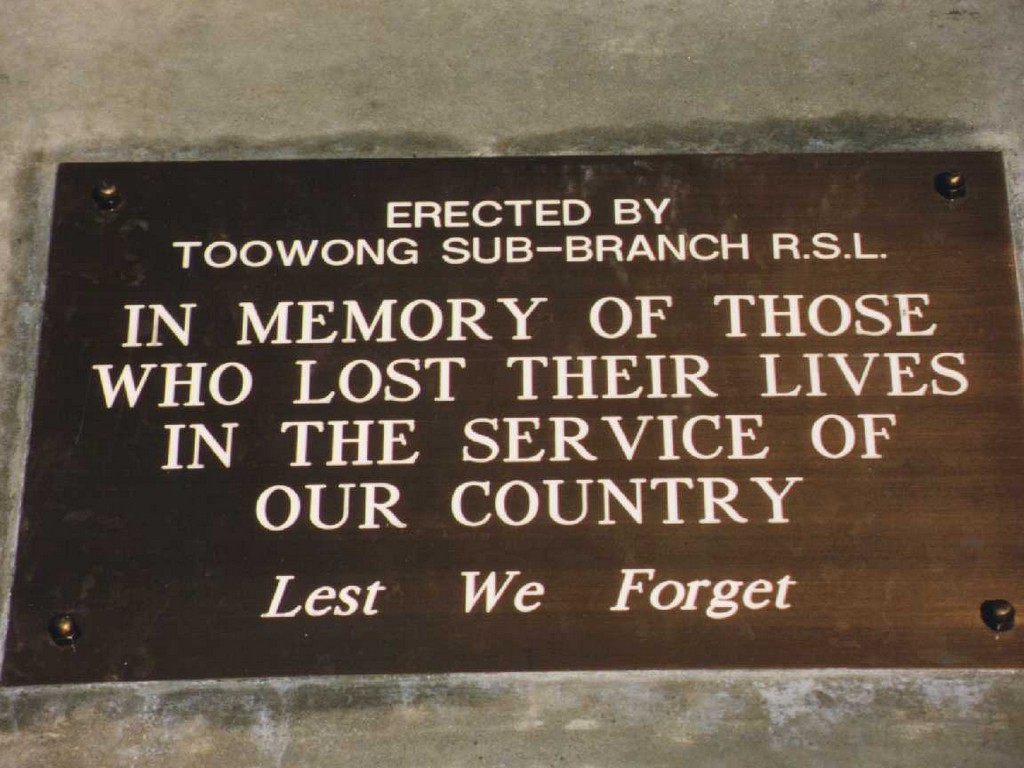 ERECTED BY
TOOWONG SUB-BRANCH R.S.L.
IN MEMORY OF THOSE
WHO LOST THEIR LIVES
IN THE SERVICE OF
OUR COUNTRY
Lest We Forget